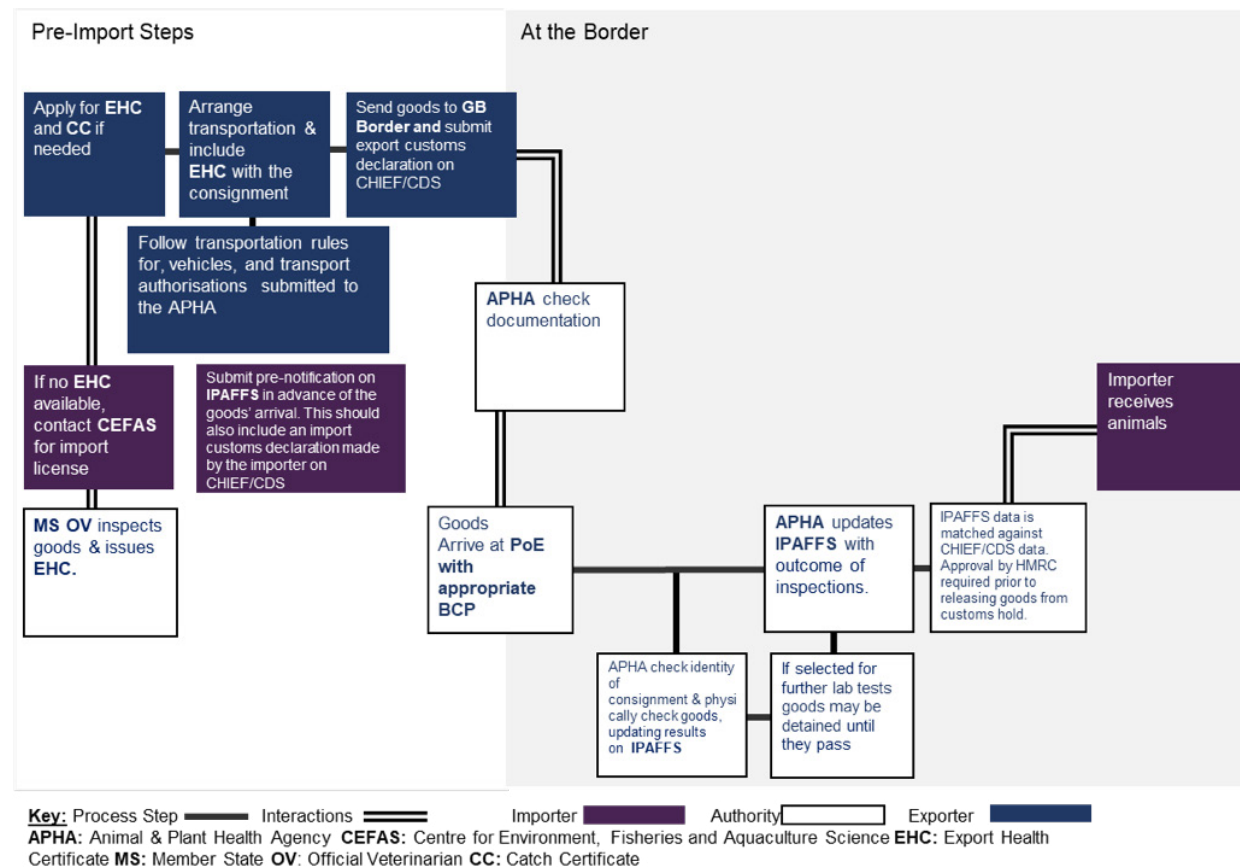 Pre-Import Steps
At the Border
Apply for EHC
and CC if
needed
Arrange
transportation &
include
EHC with the
consignment
Send goods to GB
Border and submit
export customs
declaration on
CHIEF/CDS
Follow transportation rules
for, vehicles, and transport
authorisations submitted to
the APHA
APHA check
documentation
If no EHC
available,
contact CEFAS
for import
license
Submit pre-notification on
IPAFFS in advance of the
goods' arrival. This should
also include an import
customs declaration made
by the importer on
CHIEF/CDS
Importer
receives
animals
MS OV inspects
goods & issues
EHC.
Goods
Arrive at PoE
with
appropriate
BCP
APHA updates
IPAFFS with
outcome of
inspections.
IPAFFS data is
matched against
CHIEF/CDS data.
Approval by HMRC
required prior to
releasing goods from
customs hold.
APHA check identity
of
consignment & physi
cally check goods,
updating results
on IPAFFS
If selected for
further lab tests
goods may be
detained until
they pass
Key: Process Step Interactions Importer Authority Exporter
APHA: Animal & Plant Health Agency CEFAS: Centre for Environment, Fisheries and Aquaculture Science EHC: Export Health
Certificate MS: Member State OV: Official Veterinarian CC: Catch Certificate